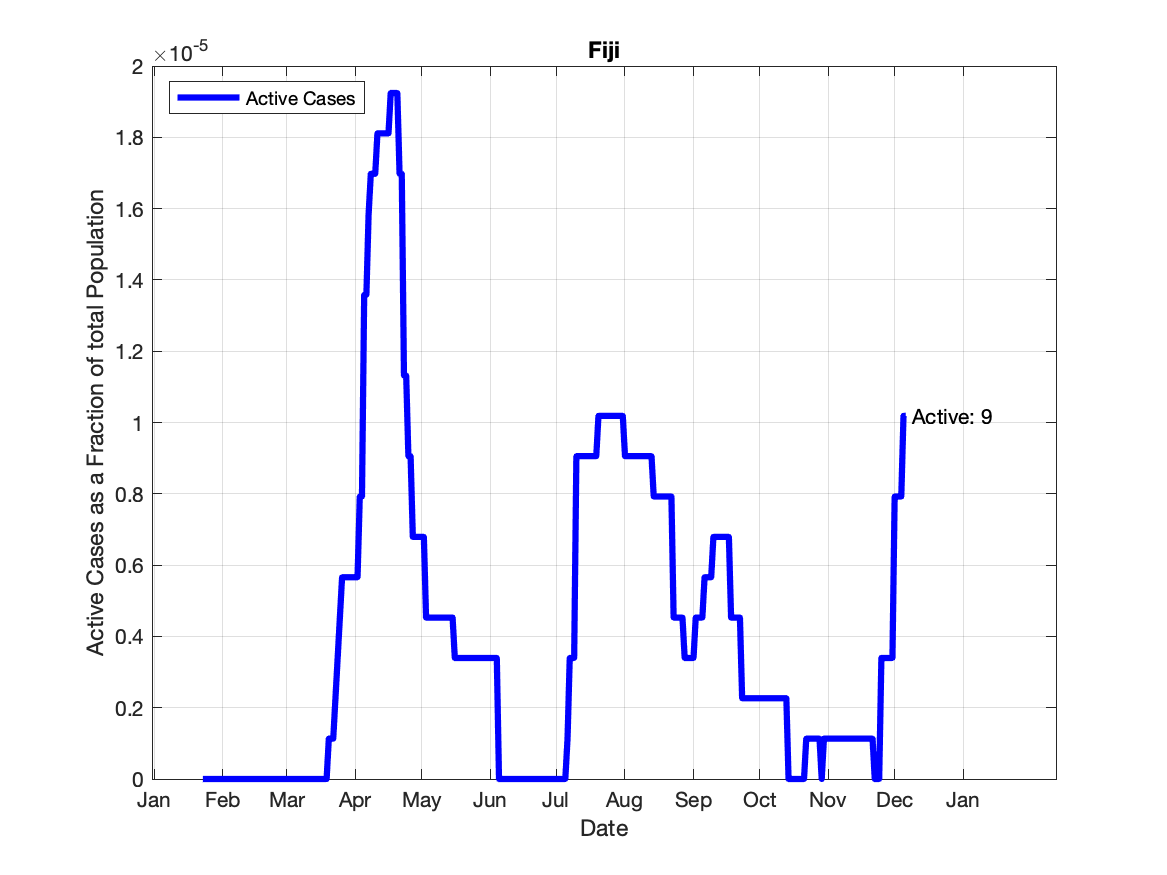 Fiji
×10-5
2
1.8
1.6
1.4
1.2
1
0.8
0.6
0.4
0.2
0
Active Cases as a Fraction of total Population
Active Cases
Active: 9
Jan Feb Mar Apr May Jun Jul Aug Sep Oct Nov Dec Jan
Date